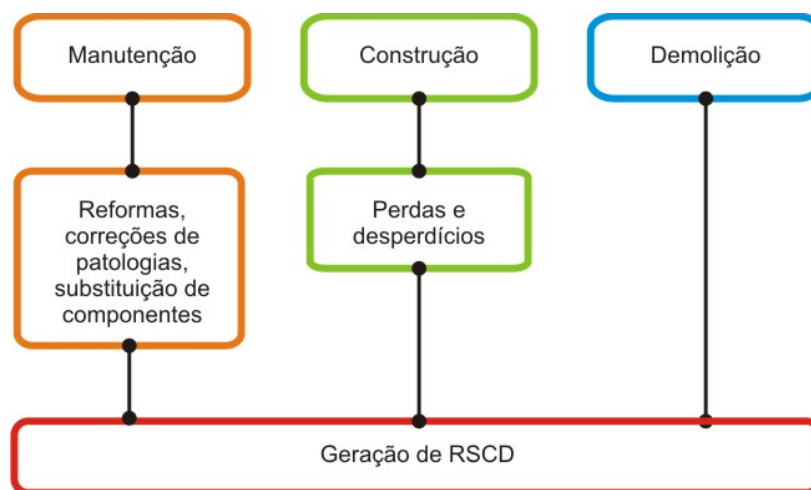 Manutenção
Construção
Demolição
Reformas,
correções de
patologias,
substituição de
componentes
Perdas e
desperdícios
Geração de RSCD